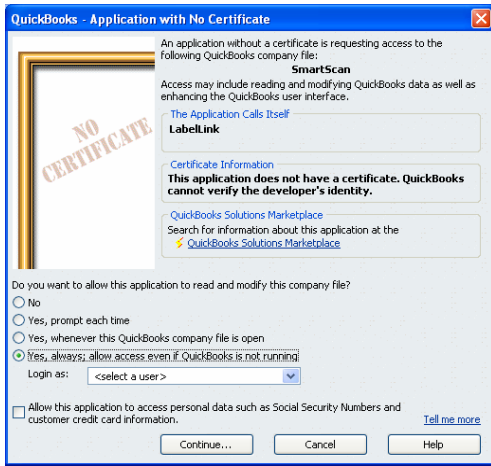 QuickBooks - Application with No Certificate
An application without a certificate is requesting access to the
following QuickBooks company file:
SmartScan
Access may include reading and modifying QuickBooks data as well as
enhancing the QuickBooks user interface.
The Application Calls Itself
LabelLink
NO
CERTIFICATE
Certificate Information
This application does not have a certificate. QuickBooks
cannot verify the developer's identity.
QuickBooks Solutions Marketplace
Search for information about this application at the
QuickBooks Solutions Marketplace
Do you want to allow this application to read and modify this company file?
No
Yes, prompt each time
Yes, whenever this QuickBooks company file is open
Yes, always; allow access even if QuickBooks is not running
Login as: <select a user>
Allow this application to access personal data such as Social Security Numbers and
customer credit card information.
Tell me more
Continue... Cancel Help